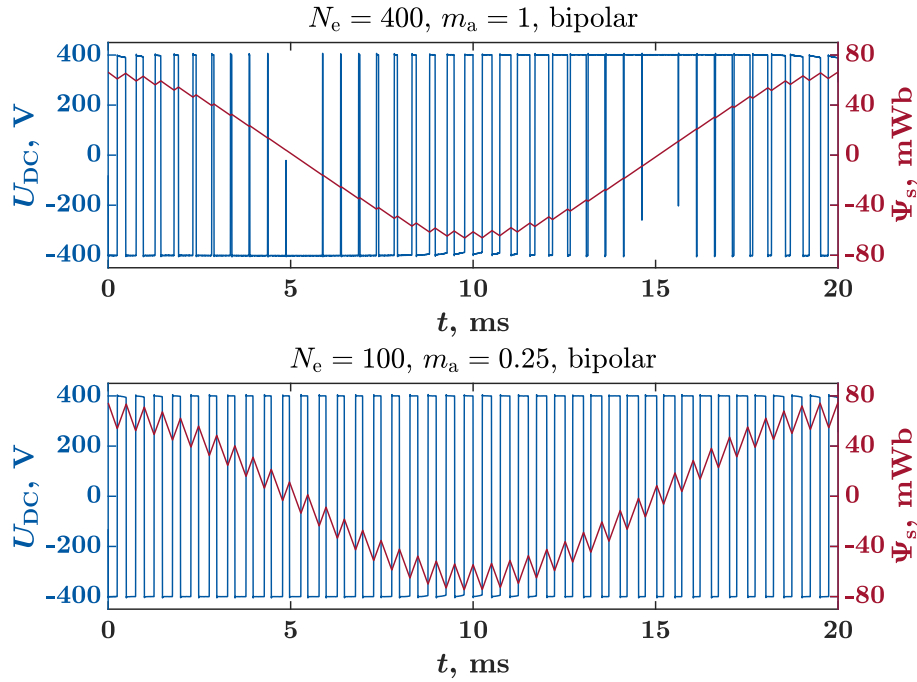 N_e = 400, m_a = 1, bipolar
U_DC, V
400
200
0
-200
-400
80
40
0
-40
-80
Ψ_s, mWb
0 5 10 15 20
t, ms
N_e = 100, m_a = 0.25, bipolar
U_DC, V
400
200
0
-200
-400
80
40
0
-40
-80
Ψ_s, mWb
0 5 10 15 20
t, ms